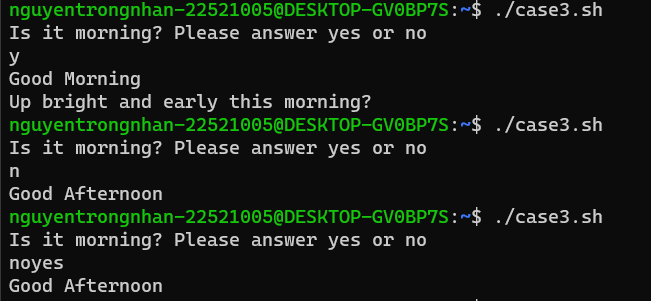 nguyentrongnhan-22521005@DESKTOP-GV0BP7S:~$ ./case3.sh
Is it morning? Please answer yes or no
y
Good Morning
Up bright and early this morning?
nguyentrongnhan-22521005@DESKTOP-GV0BP7S:~$ ./case3.sh
Is it morning? Please answer yes or no
n
Good Afternoon
nguyentrongnhan-22521005@DESKTOP-GV0BP7S:~$ ./case3.sh
Is it morning? Please answer yes or no
noyes
Good Afternoon